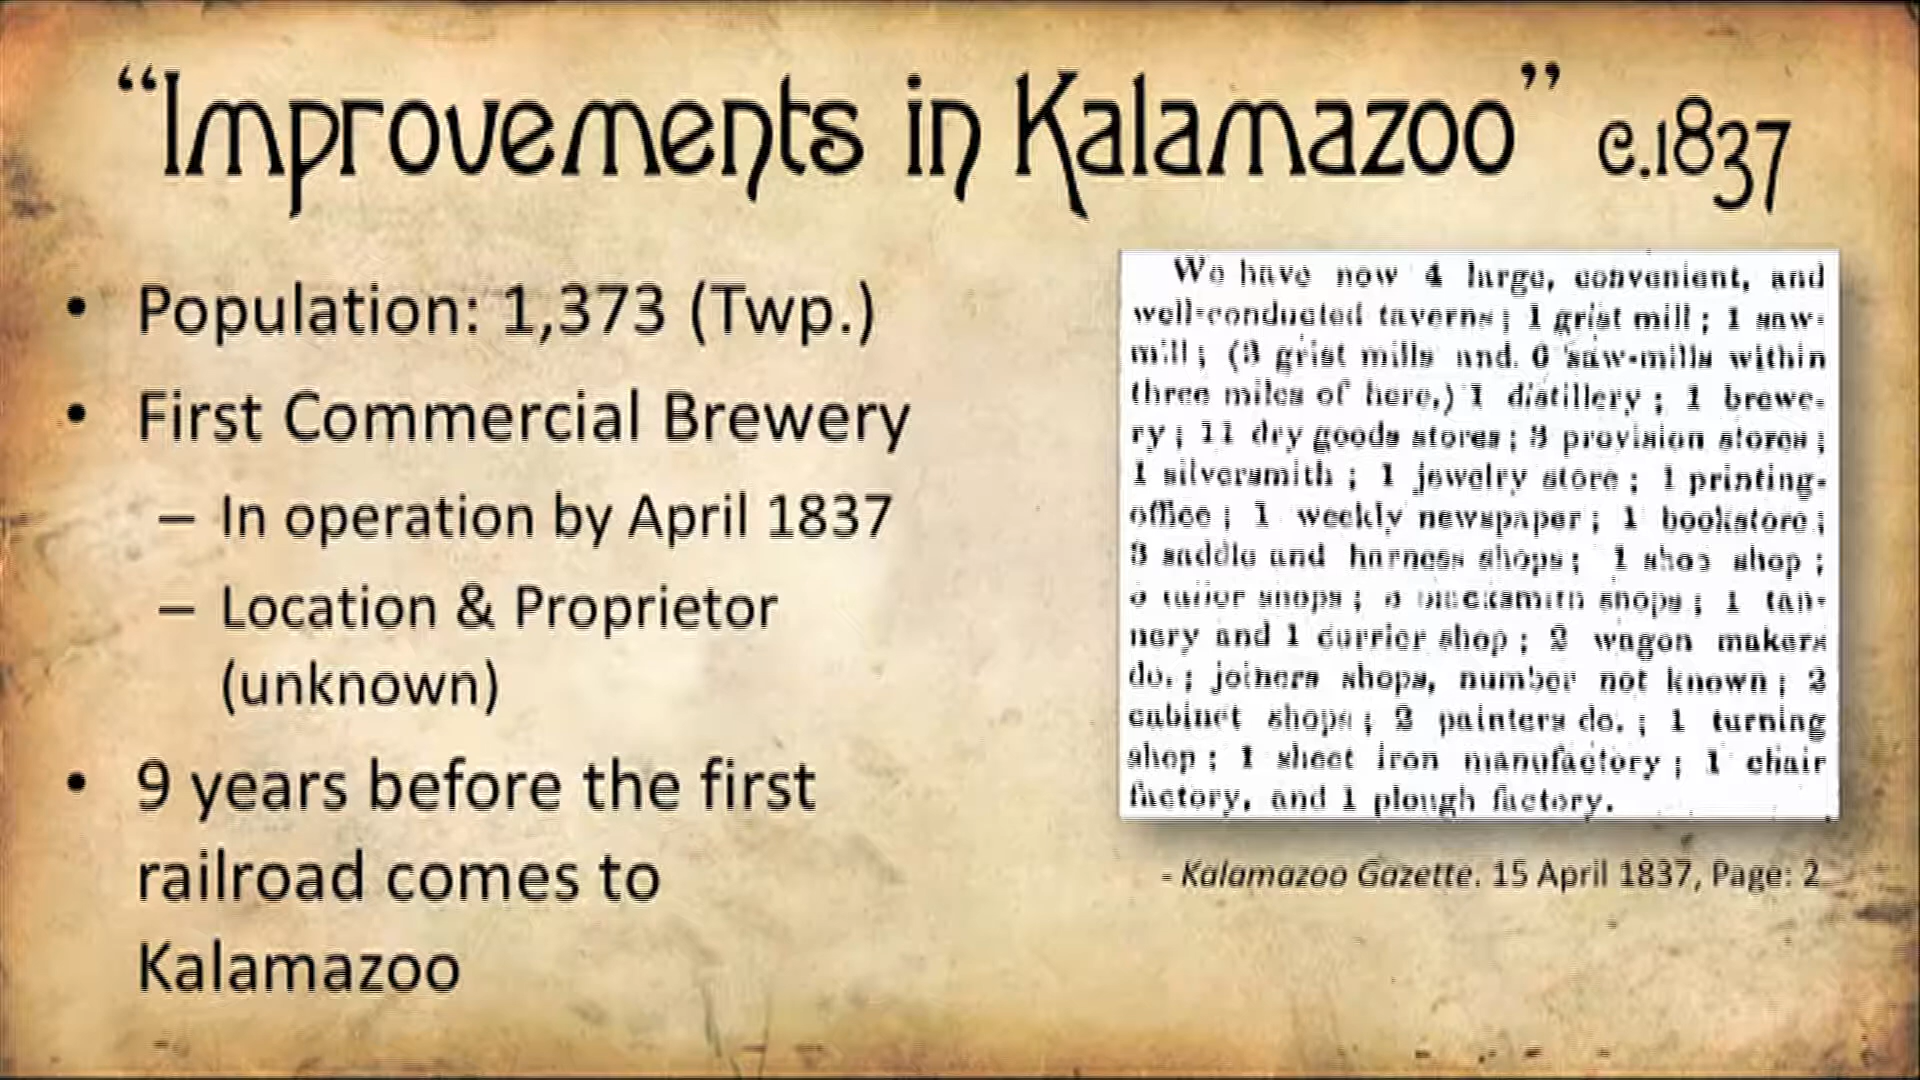 “Improvements in Kalamazoo” c.1837
• Population: 1,373 (Twp.)
• First Commercial Brewery
– In operation by April 1837
– Location & Proprietor
(unknown)
• 9 years before the first
railroad comes to
Kalamazoo
We have now 4 large, convenient, and
well-conducted taverns; 1 grist mill; 1 saw-
mill; (3 grist mills and 6 saw-mills within
three miles of here,) 1 distillery; 1 brewe-
ry; 11 dry goods stores; 3 provision stores;
1 silversmith; 1 jewelry store; 1 printing-
office; 1 weekly newspaper; 1 bookstore;
3 saddle and harness shops; 1 shoe shop;
tailor shops; blacksmith shops; 1 tan-
nery and 1 currier shop; 2 wagon makers
do.; joiners shops, number not known; 2
cabinet shops; 2 painters do.; 1 turning
shop; 1 sheet iron manufactory; 1 chair
factory, and 1 plough factory.
- Kalamazoo Gazette. 15 April 1837, Page: 2